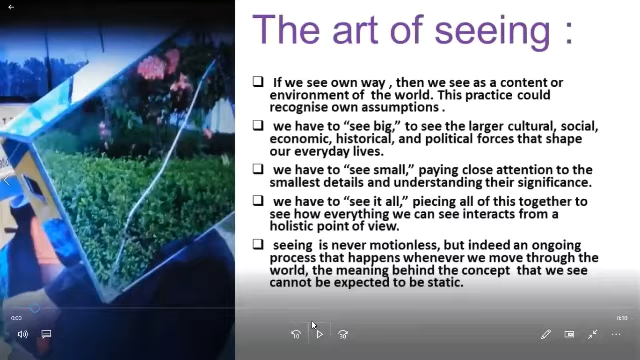 The art of seeing :
❑ If we see own way , then we see as a content or
environment of the world. This practice could
recognise own assumptions .
❑ we have to “see big,” to see the larger cultural, social,
economic, historical, and political forces that shape
our everyday lives.
❑ we have to “see small,” paying close attention to the
smallest details and understanding their significance.
❑ we have to “see it all,” piecing all of this together to
see how everything we can see interacts from a
holistic point of view.
❑ seeing is never motionless, but indeed an ongoing
process that happens whenever we move through the
world, the meaning behind the concept that we see
cannot be expected to be static.
0:03
10
30